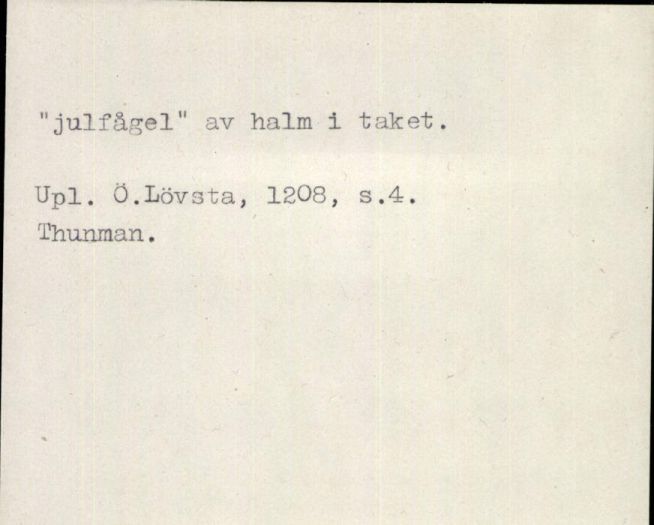 "julfågel" av halm i taket.
Upl. Ö.Lövsta, 1208, s.4.
Thunman.